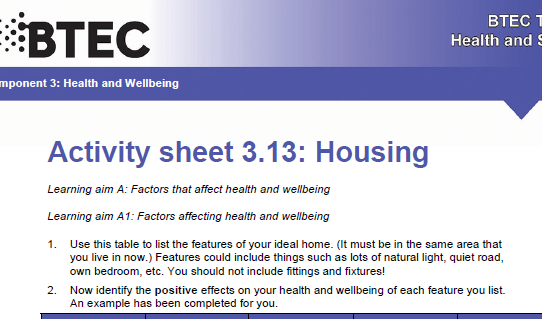 BTEC
BTEC T
Health and S
mponent 3: Health and Wellbeing
Activity sheet 3.13: Housing
Learning aim A: Factors that affect health and wellbeing
Learning aim A1: Factors affecting health and wellbeing
1. Use this table to list the features of your ideal home. (It must be in the same area that
you live in now.) Features could include things such as lots of natural light, quiet road,
own bedroom, etc. You should not include fittings and fixtures!
2. Now identify the positive effects on your health and wellbeing of each feature you list.
An example has been completed for you.